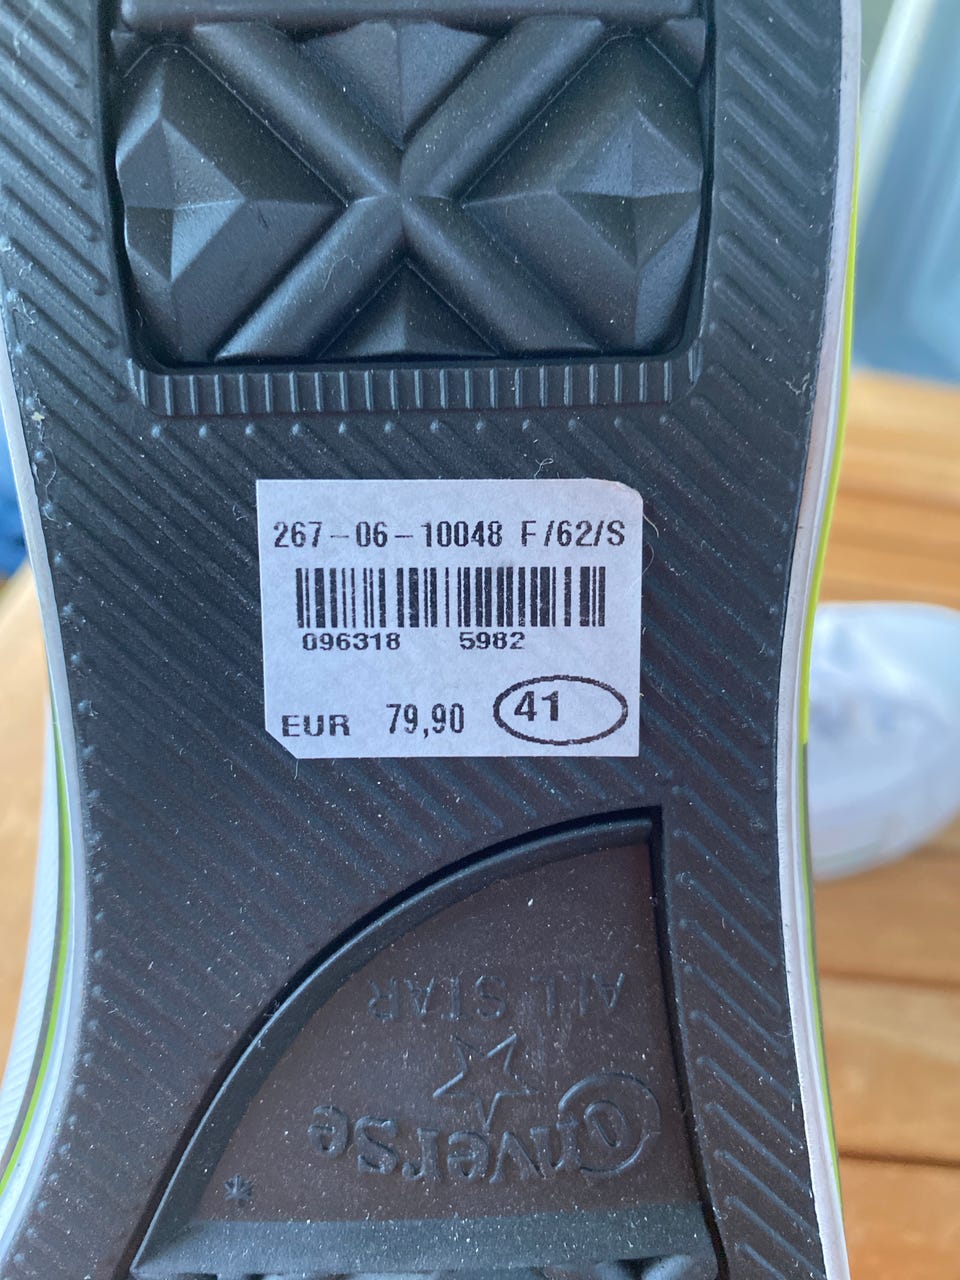 267-06-10048 F/62/S
096318 5982
EUR 79,90 41
ALL STAR
Converse